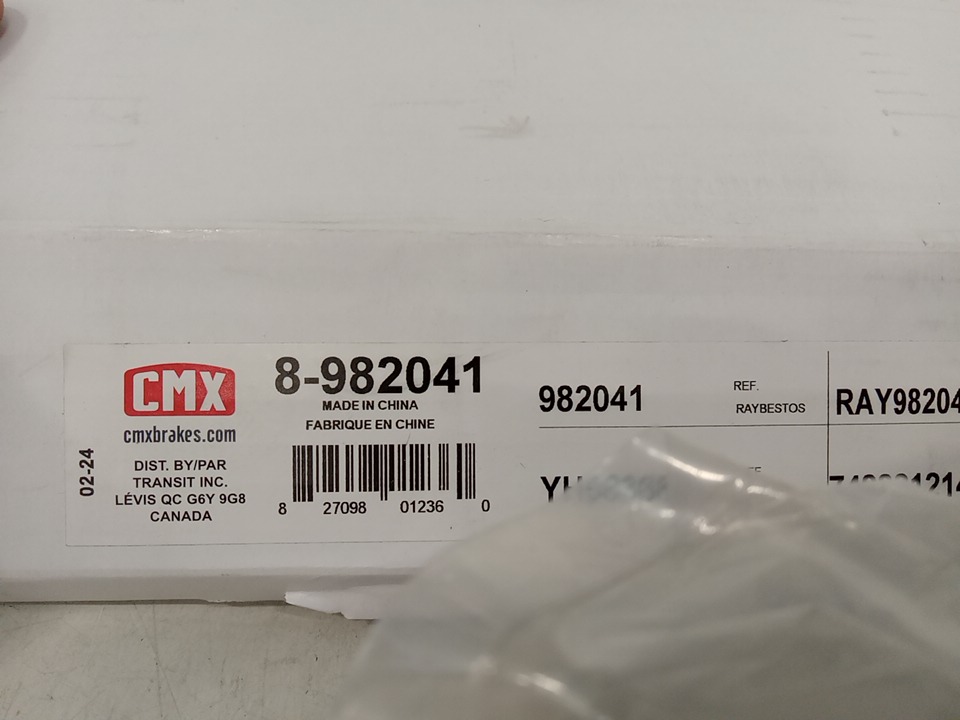 CMX
cmxbrakes.com
02-24
DIST. BY/PAR
TRANSIT INC.
LÉVIS QC G6Y 9G8
CANADA
8-982041
MADE IN CHINA
FABRIQUE EN CHINE
8 27098 01236 0
982041
REF.
RAYBESTOS
RAY98204